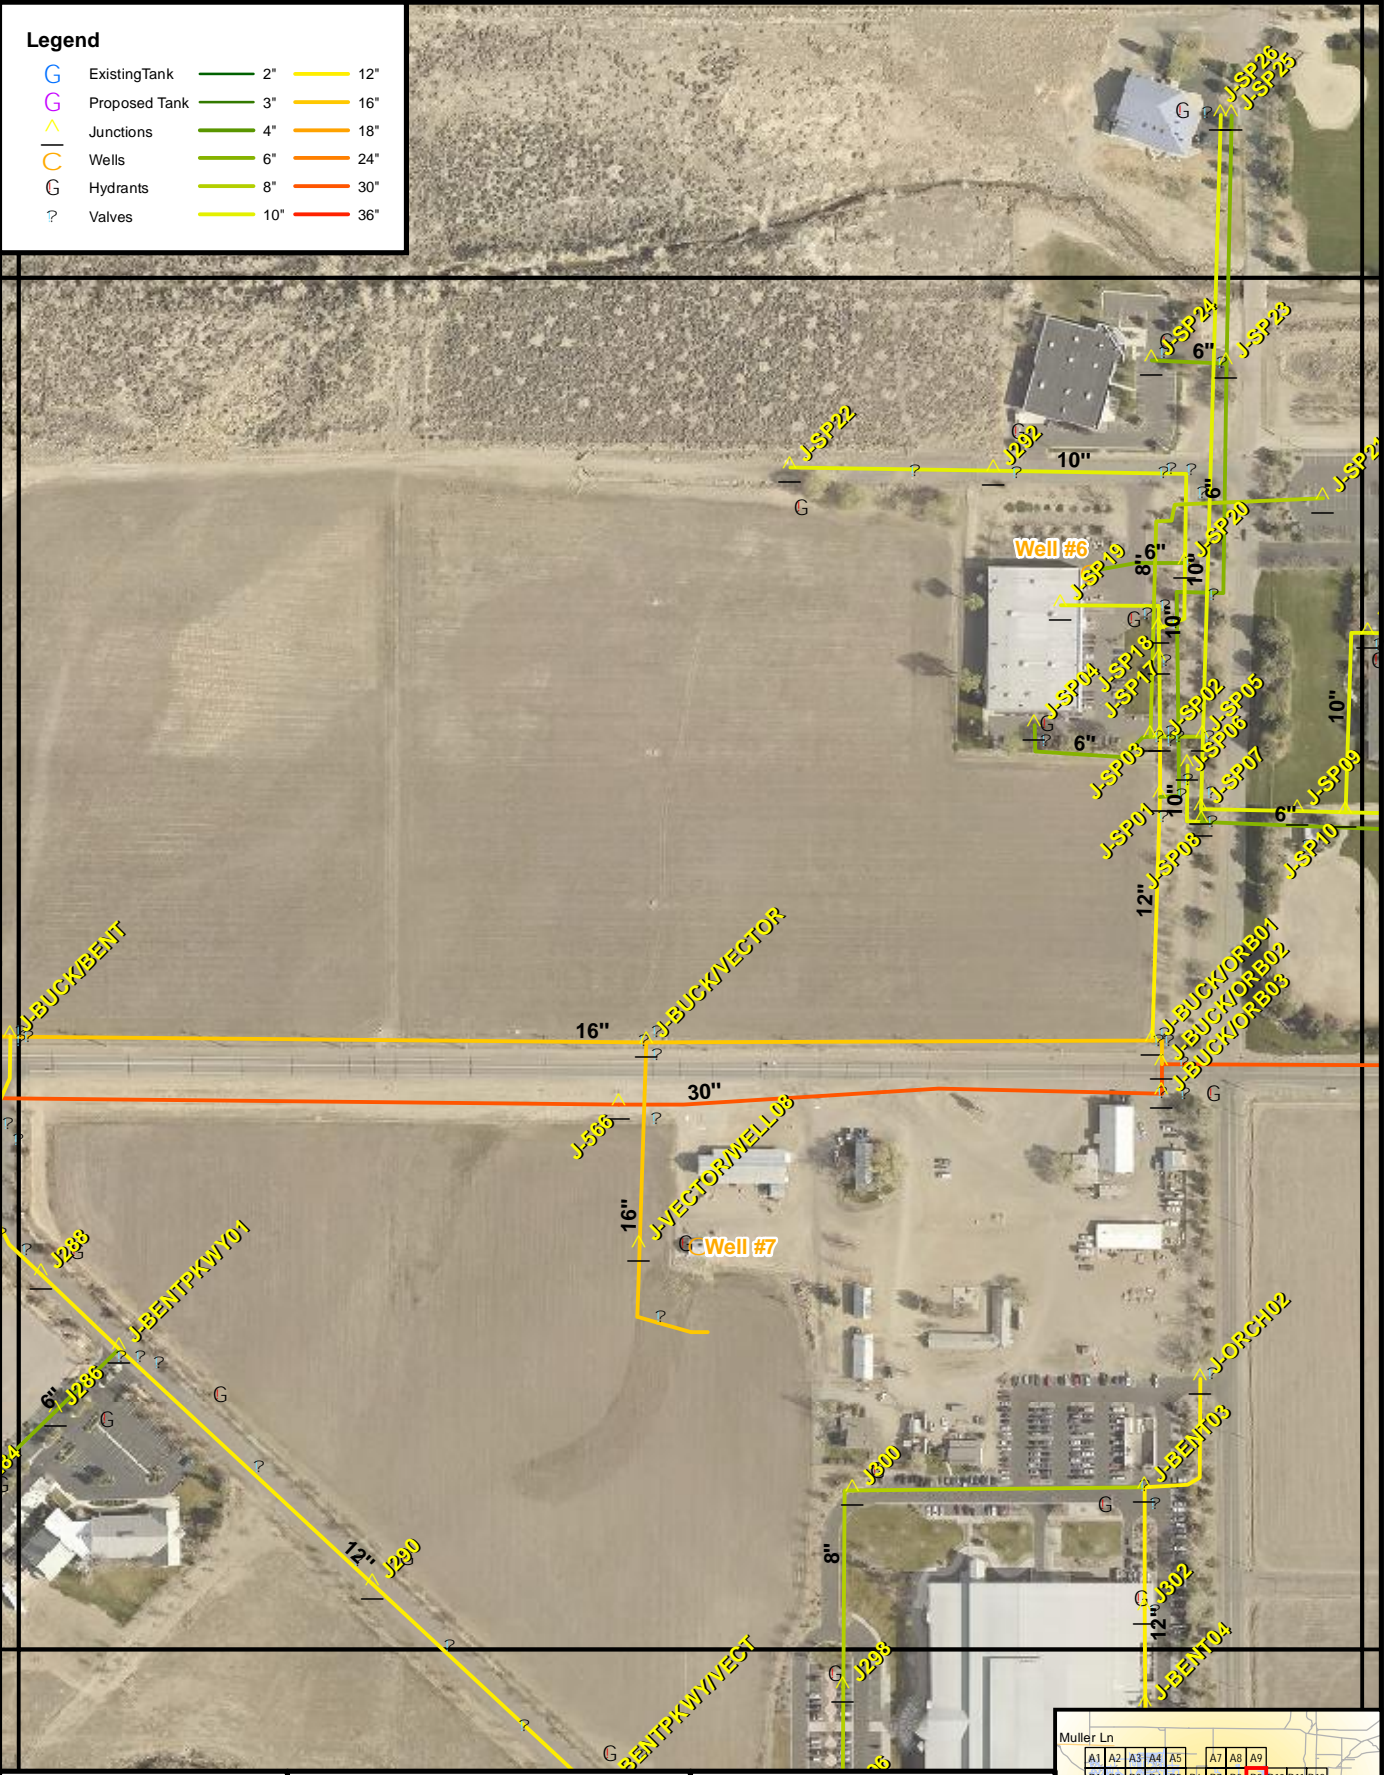 Legend
G ExistingTank 2" 12"
G Proposed Tank 3" 16"
Junctions 4" 18"
C Wells 6" 24"
G Hydrants 8" 30"
? Valves 10" 36"
J-SP26
J-SP25
J-SP24
6"
J-SP23
J-SP22
J292
10"
6"
J-SP20
Well #6
J-SP19
6"
8"
10"
10"
J-SP18
J-SP17
J-SP04
J-SP02
J-SP05
J-SP06
6"
J-SP03
J-SP07
10"
10"
J-SP09
6"
J-SP01
J-SP08
J-SP10
12"
J-BUCK/BENT
J-BUCK/VECTOR
J-BUCK/ORB01
J-BUCK/ORB02
J-BUCK/ORB03
16"
30"
J-566
J-VECTOR/WELL08
16"
Well #7
J288
J-BENTPKWY01
6"
J286
J-ORCH02
J-BENT03
J300
8"
12"
J290
J302
12"
J-BENT04
J298
BENTPKWY/VECT
Muller Ln
A1 A2 A3 A4 A5 A7 A8 A9